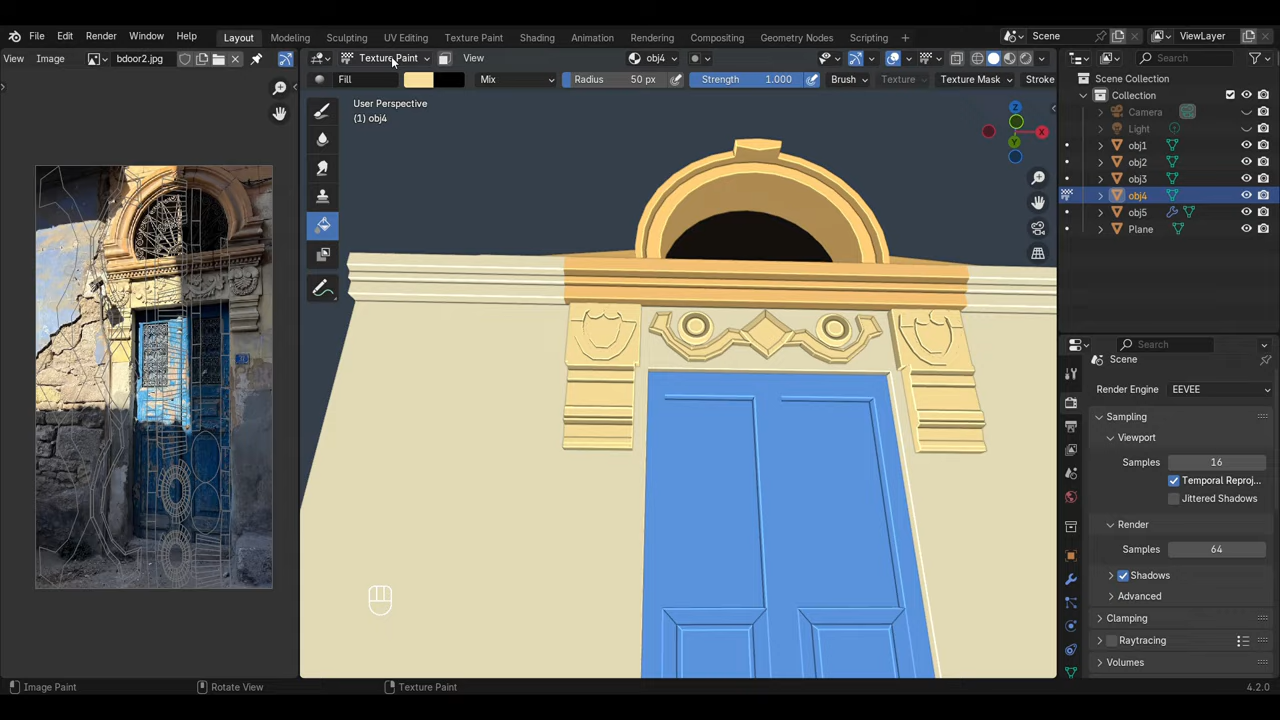 File Edit Render Window Help Layout Modeling Sculpting UV Editing Texture Paint Shading Animation Rendering Compositing Geometry Nodes Scripting Scene ViewLayer
View Image bdoor2.jpg Texture Paint View obj4 Search
Fill Mix Radius 50 px Strength 1.000 Brush Texture Texture Mask Stroke
Scene Collection
Collection
Camera
Light
obj1
obj2
obj3
obj4
obj5
Plane
User Perspective
(1) obj4
Z
X
Y
Search
Scene
Render Engine EEVEE
Sampling
Viewport
Samples 16
Temporal Reproj...
Jittered Shadows
Render
Samples 64
Shadows
Advanced
Clamping
Raytracing
Volumes
Image Paint Rotate View Texture Paint 4.2.0